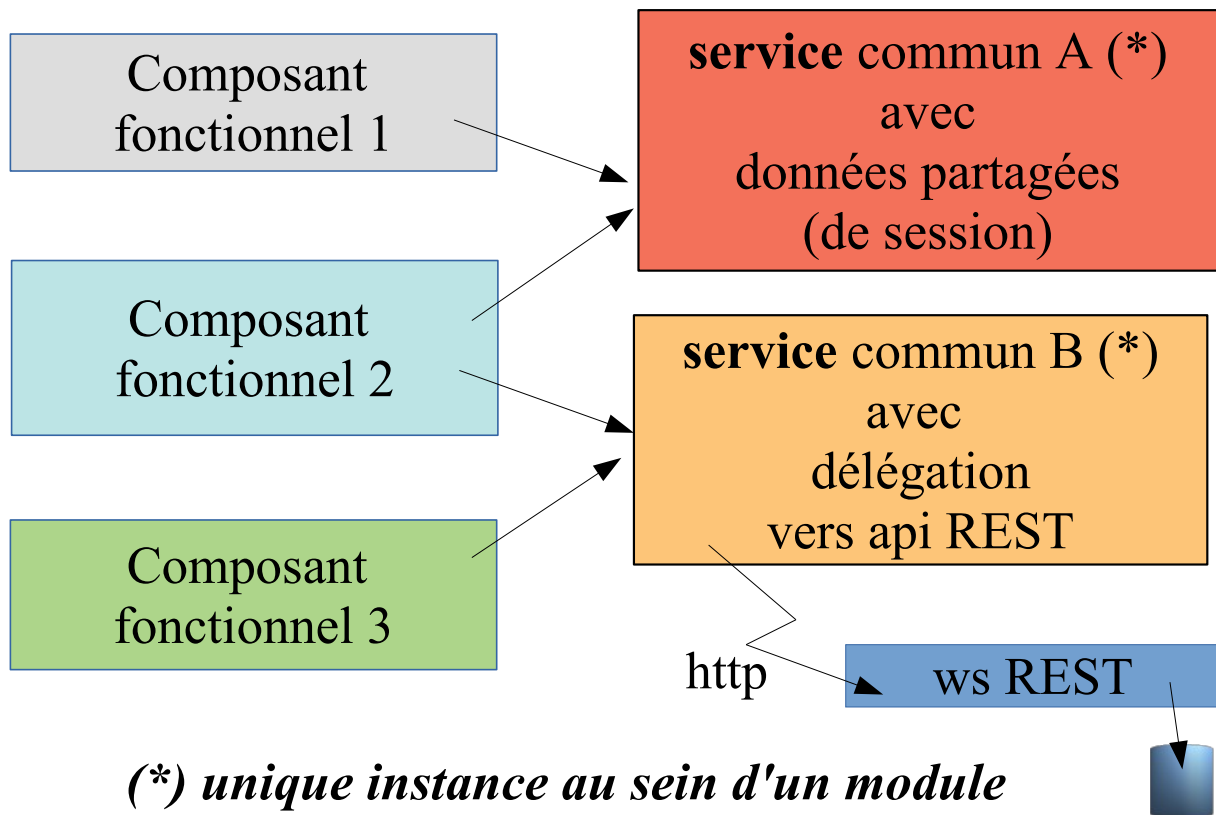 Composant
fonctionnel 1
service commun A (*)
avec
données partagées
(de session)
Composant
fonctionnel 2
service commun B (*)
avec
délégation
vers api REST
Composant
fonctionnel 3
http
ws REST
(*) unique instance au sein d'un module